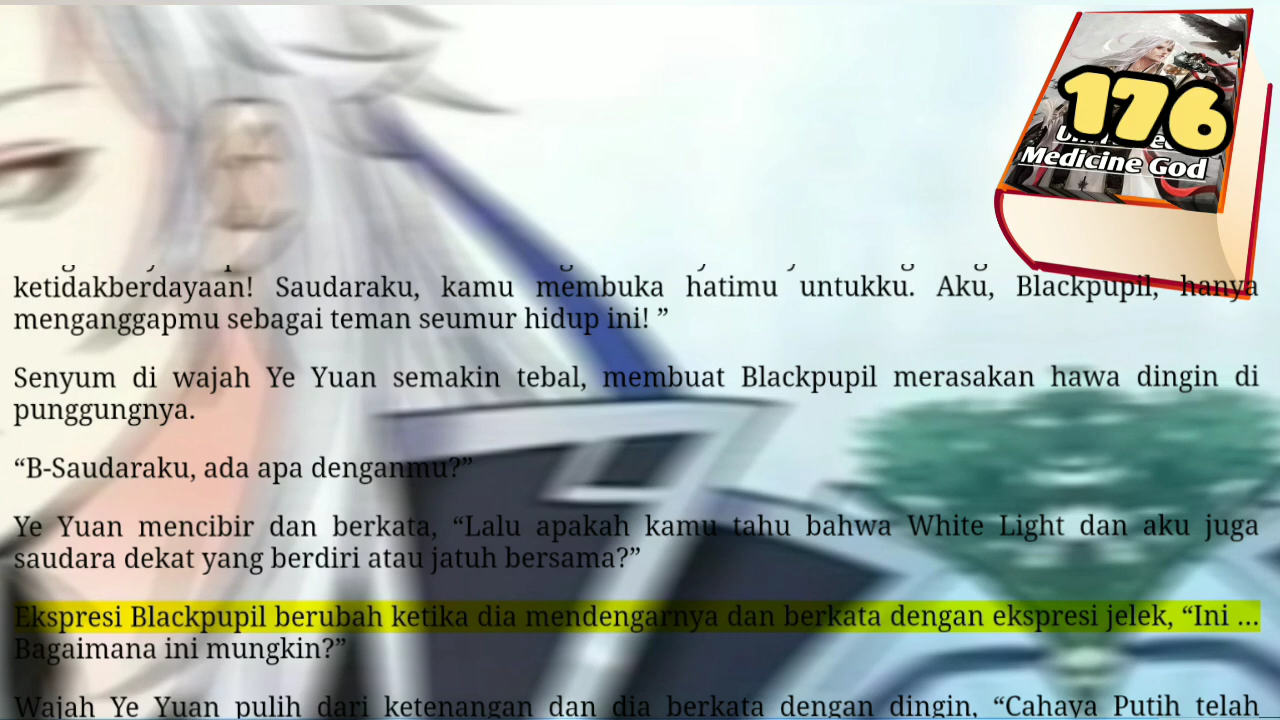 176
Medicine God
ketidakberdayaan! Saudaraku, kamu membuka hatimu untukku. Aku, Blackpupil, hanya
menganggapmu sebagai teman seumur hidup ini! ”
Senyum di wajah Ye Yuan semakin tebal, membuat Blackpupil merasakan hawa dingin di
punggungnya.
“B-Saudaraku, ada apa denganmu?”
Ye Yuan mencibir dan berkata, “Lalu apakah kamu tahu bahwa White Light dan aku juga
saudara dekat yang berdiri atau jatuh bersama?”
Ekspresi Blackpupil berubah ketika dia mendengarnya dan berkata dengan ekspresi jelek, “Ini ...
Bagaimana ini mungkin?”
Wajah Ye Yuan pulih dari ketenangan dan dia berkata dengan dingin, “Cahaya Putih telah